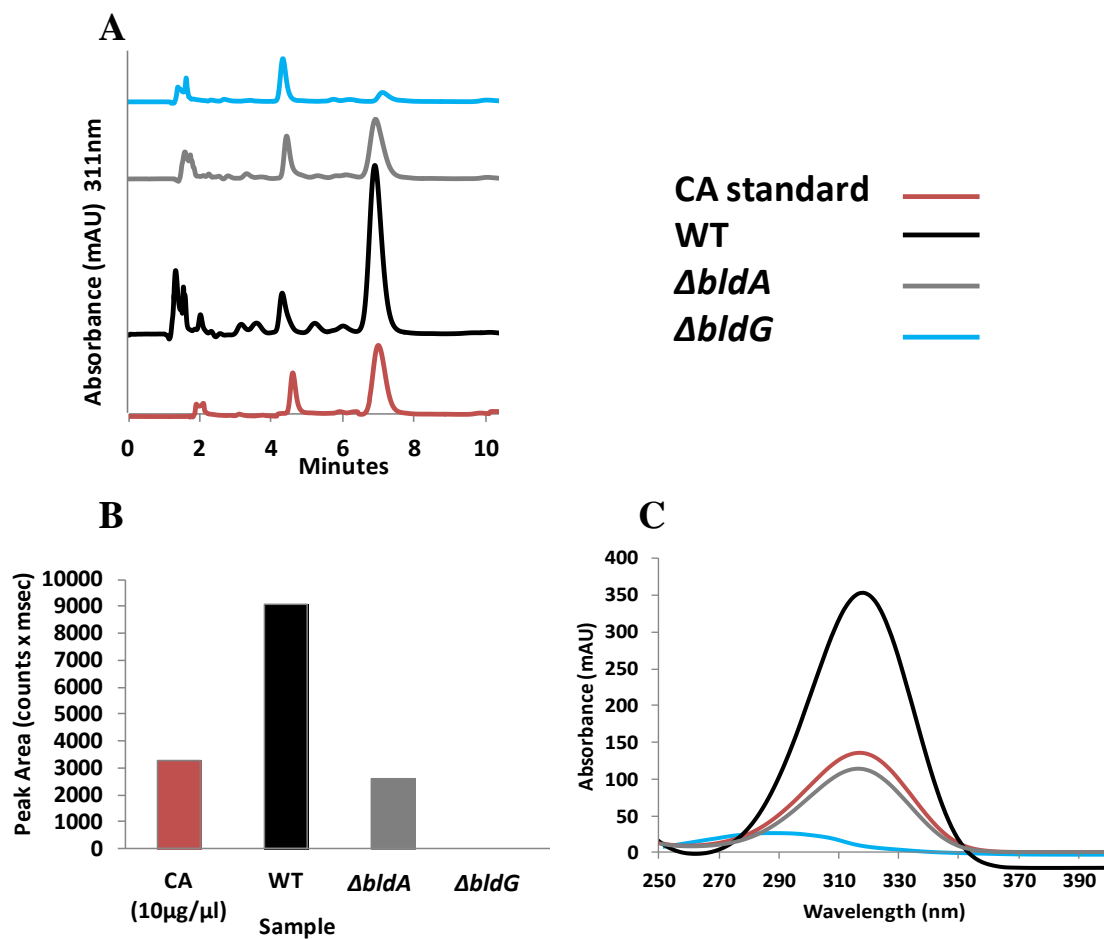 A
Absorbance (mAU) 311nm
0 2 4 6 8 10
Minutes
CA standard
WT
ΔbldA
ΔbldG
B
Peak Area (counts x msec)
10000
9000
8000
7000
6000
5000
4000
3000
2000
1000
0
CA (10µg/µl)
WT
ΔbldA
ΔbldG
Sample
C
Absorbance (mAU)
400
350
300
250
200
150
100
50
0
250 270 290 310 330 350 370 390
Wavelength (nm)